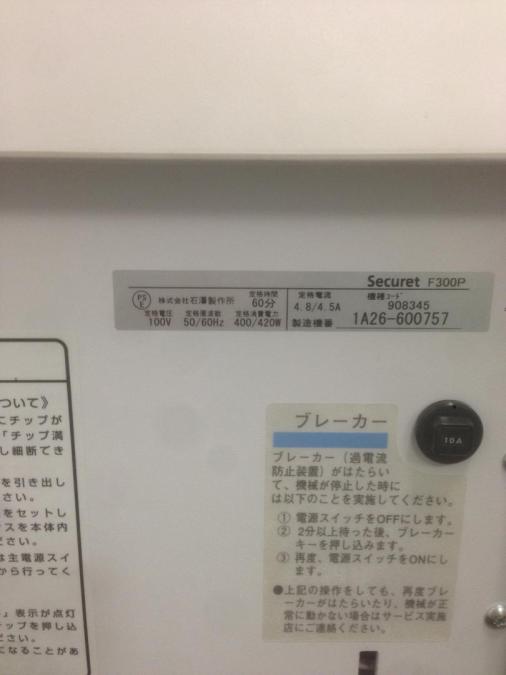 Securet F300P
PSE 株式会社石澤製作所 定格時間 60分 定格電流 4.8/4.5A 機種コード 908345
定格電圧 100V 定格周波数 50/60Hz 定格消費電力 400/420W 製造機番 1A26-600757
ブレーカー
10A
ブレーカー(過電流
防止装置)がはたらい
て、機械が停止した時に
は以下のことを実施してください。
① 電源スイッチをOFFにします。
② 2分以上待った後、ブレーカー
キーを押し込みます。
③ 再度、電源スイッチをONにし
ます。
●上記の操作をしても、再度ブレ
ーカーがはたらいたり、機械が正
常に動かない場合はサービス実施
店にご連絡ください。
ついて》
にチップが
「チップ満
し細断でき
を引き出し
さい。
をセットし
クスを本体内
ださい。
は主電源スイ
から行ってく
」表示が点灯
チップを押し込
ださい。
になることがあ